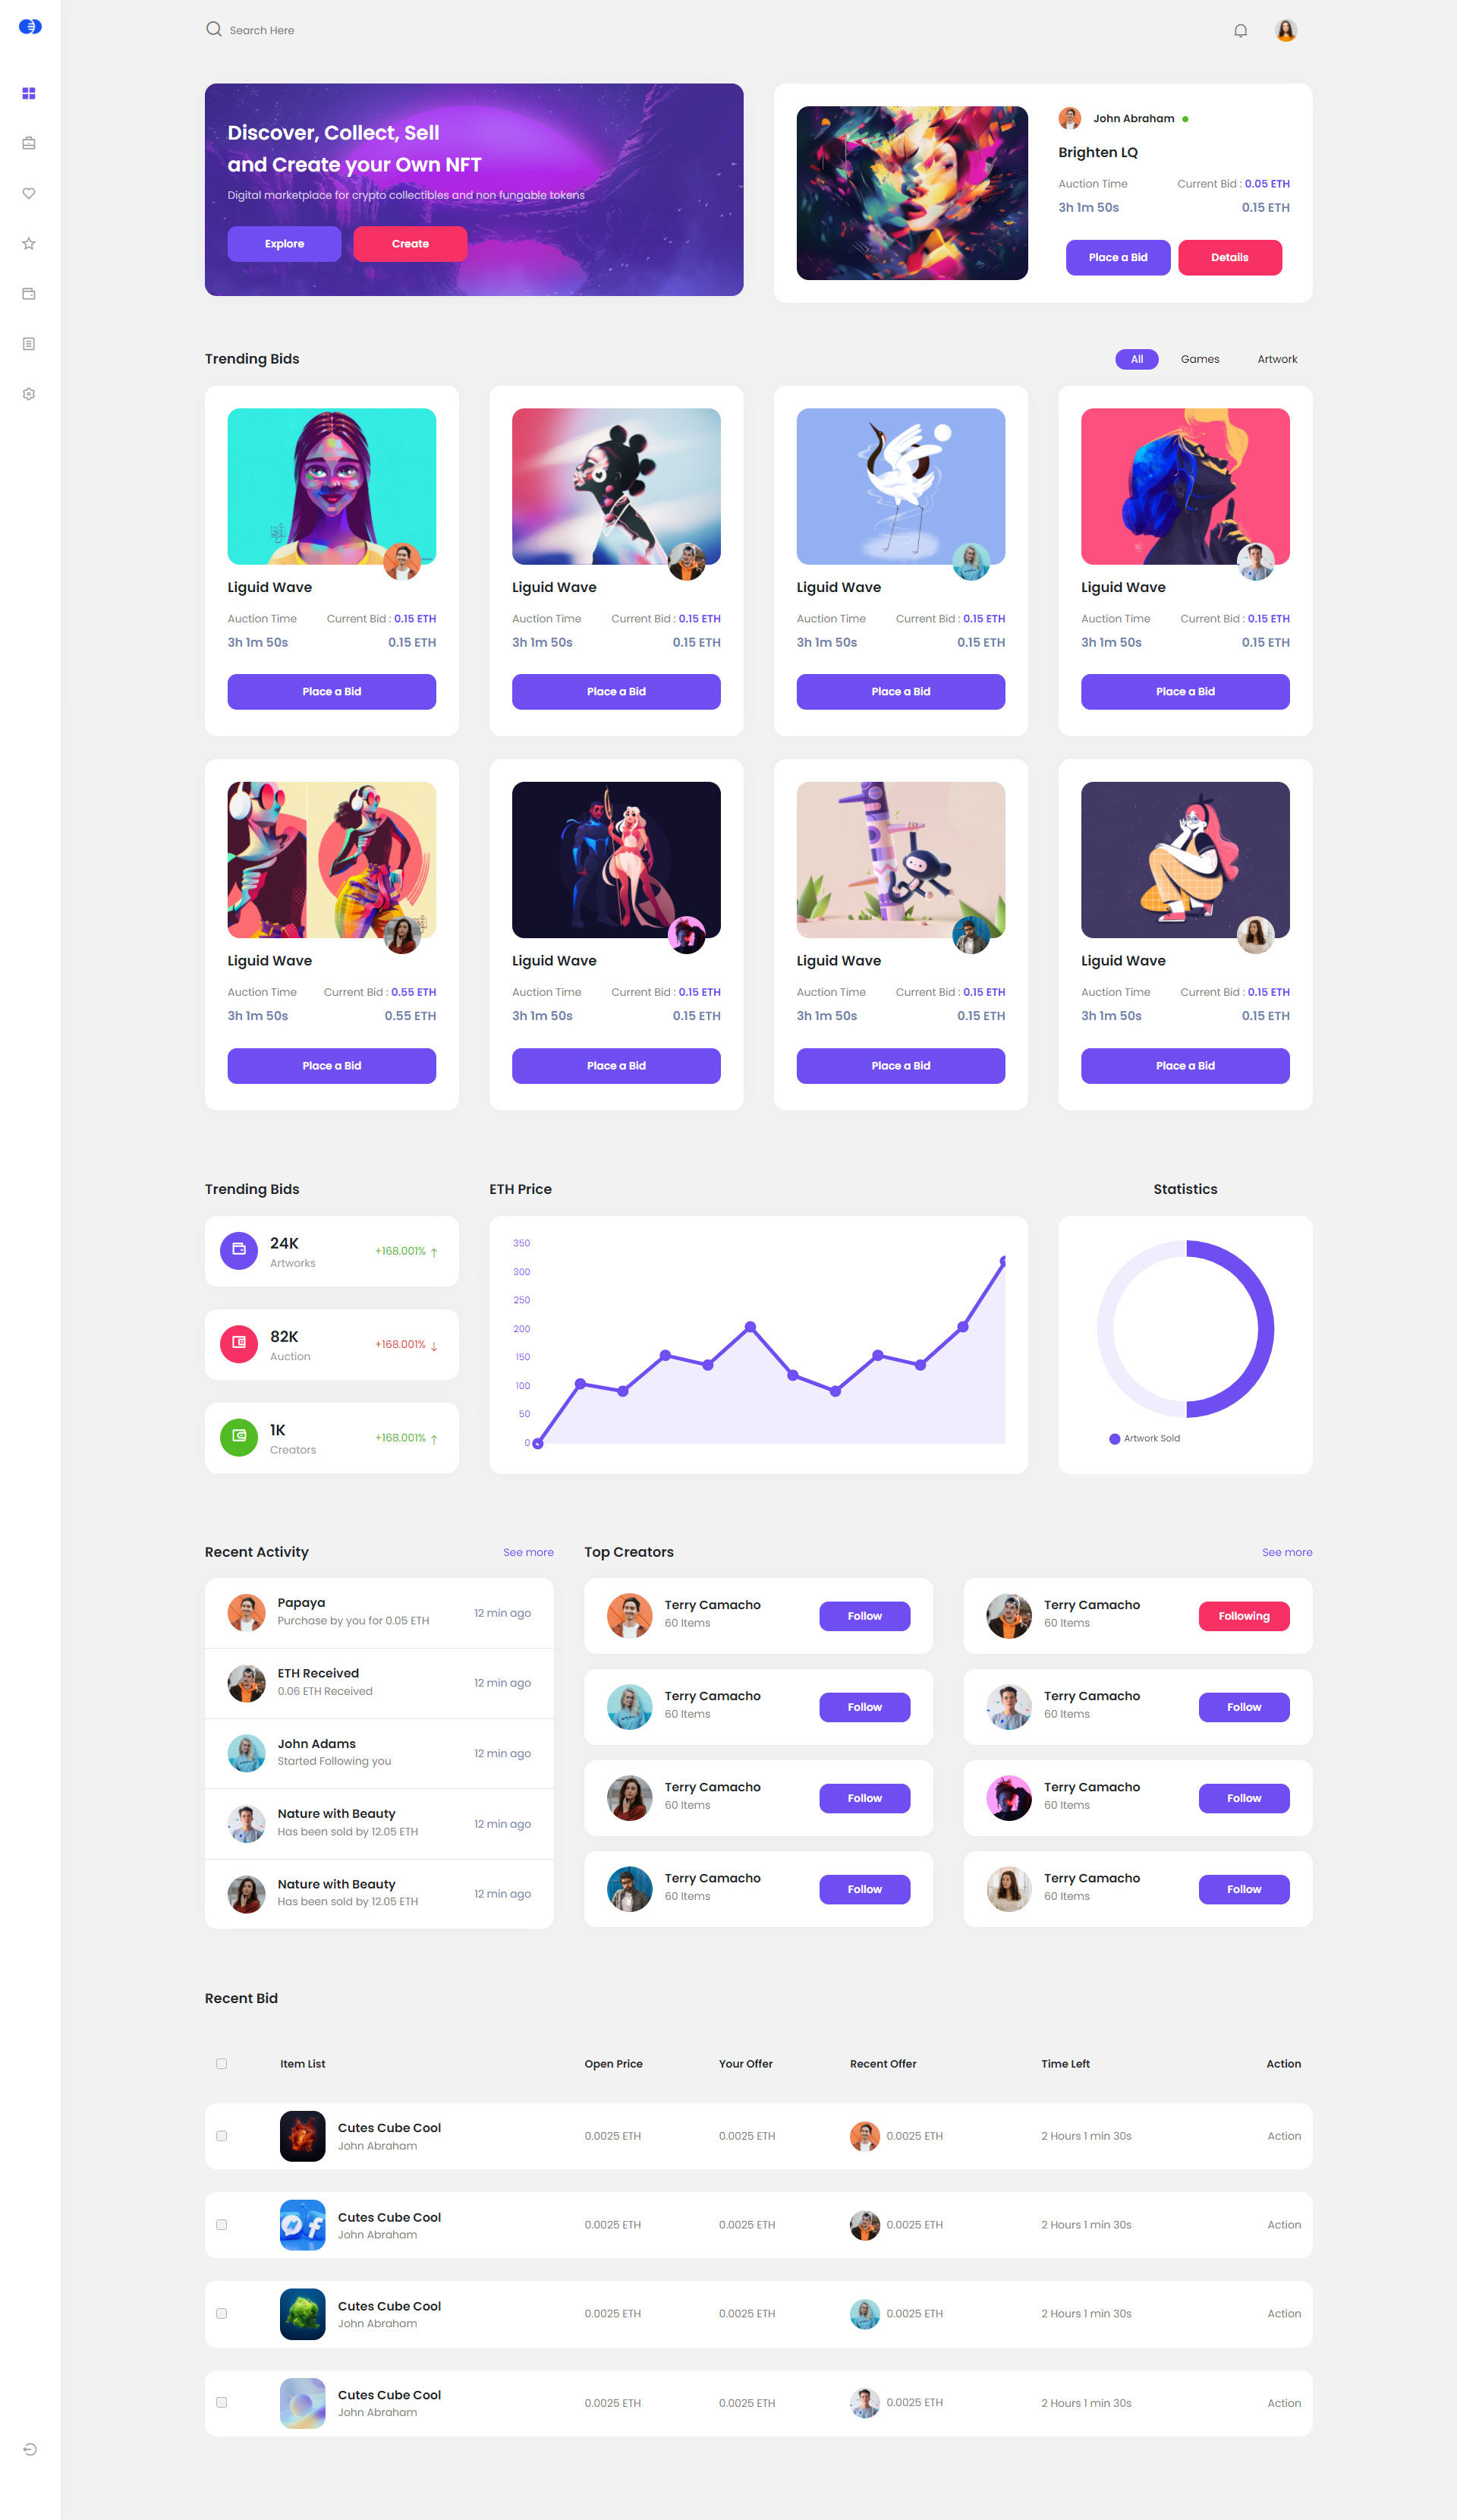 Search Here
Discover, Collect, Sell
and Create your Own NFT
Digital marketplace for crypto collectibles and non fungable tokens
Explore Create
John Abraham
Brighten LQ
Auction Time Current Bid : 0.05 ETH
3h 1m 50s 0.15 ETH
Place a Bid Details
Trending Bids All Games Artwork
Liguid Wave Liguid Wave Liguid Wave Liguid Wave
Auction Time Current Bid : 0.15 ETH Auction Time Current Bid : 0.15 ETH Auction Time Current Bid : 0.15 ETH Auction Time Current Bid : 0.15 ETH
3h 1m 50s 0.15 ETH 3h 1m 50s 0.15 ETH 3h 1m 50s 0.15 ETH 3h 1m 50s 0.15 ETH
Place a Bid Place a Bid Place a Bid Place a Bid
Liguid Wave Liguid Wave Liguid Wave Liguid Wave
Auction Time Current Bid : 0.55 ETH Auction Time Current Bid : 0.15 ETH Auction Time Current Bid : 0.15 ETH Auction Time Current Bid : 0.15 ETH
3h 1m 50s 0.55 ETH 3h 1m 50s 0.15 ETH 3h 1m 50s 0.15 ETH 3h 1m 50s 0.15 ETH
Place a Bid Place a Bid Place a Bid Place a Bid
Trending Bids
24K
Artworks
+168.001% ↑
82K
Auction
+168.001% ↓
1K
Creators
+168.001% ↑
ETH Price
350
300
250
200
150
100
50
0
Statistics
Artwork Sold
Recent Activity See more
Papaya
Purchase by you for 0.05 ETH
12 min ago
ETH Received
0.06 ETH Received
12 min ago
John Adams
Started Following you
12 min ago
Nature with Beauty
Has been sold by 12.05 ETH
12 min ago
Nature with Beauty
Has been sold by 12.05 ETH
12 min ago
Top Creators See more
Terry Camacho
60 Items
Follow
Terry Camacho
60 Items
Following
Terry Camacho
60 Items
Follow
Terry Camacho
60 Items
Follow
Terry Camacho
60 Items
Follow
Terry Camacho
60 Items
Follow
Terry Camacho
60 Items
Follow
Terry Camacho
60 Items
Follow
Recent Bid
Item List Open Price Your Offer Recent Offer Time Left Action
Cutes Cube Cool
John Abraham
0.0025 ETH 0.0025 ETH 0.0025 ETH 2 Hours 1 min 30s Action
Cutes Cube Cool
John Abraham
0.0025 ETH 0.0025 ETH 0.0025 ETH 2 Hours 1 min 30s Action
Cutes Cube Cool
John Abraham
0.0025 ETH 0.0025 ETH 0.0025 ETH 2 Hours 1 min 30s Action
Cutes Cube Cool
John Abraham
0.0025 ETH 0.0025 ETH 0.0025 ETH 2 Hours 1 min 30s Action